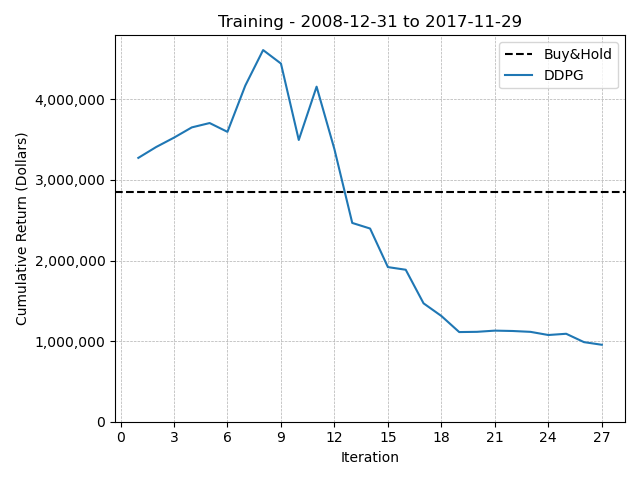 Training - 2008-12-31 to 2017-11-29
Buy&Hold
DDPG
Cumulative Return (Dollars)
4,000,000
3,000,000
2,000,000
1,000,000
0
0 3 6 9 12 15 18 21 24 27
Iteration